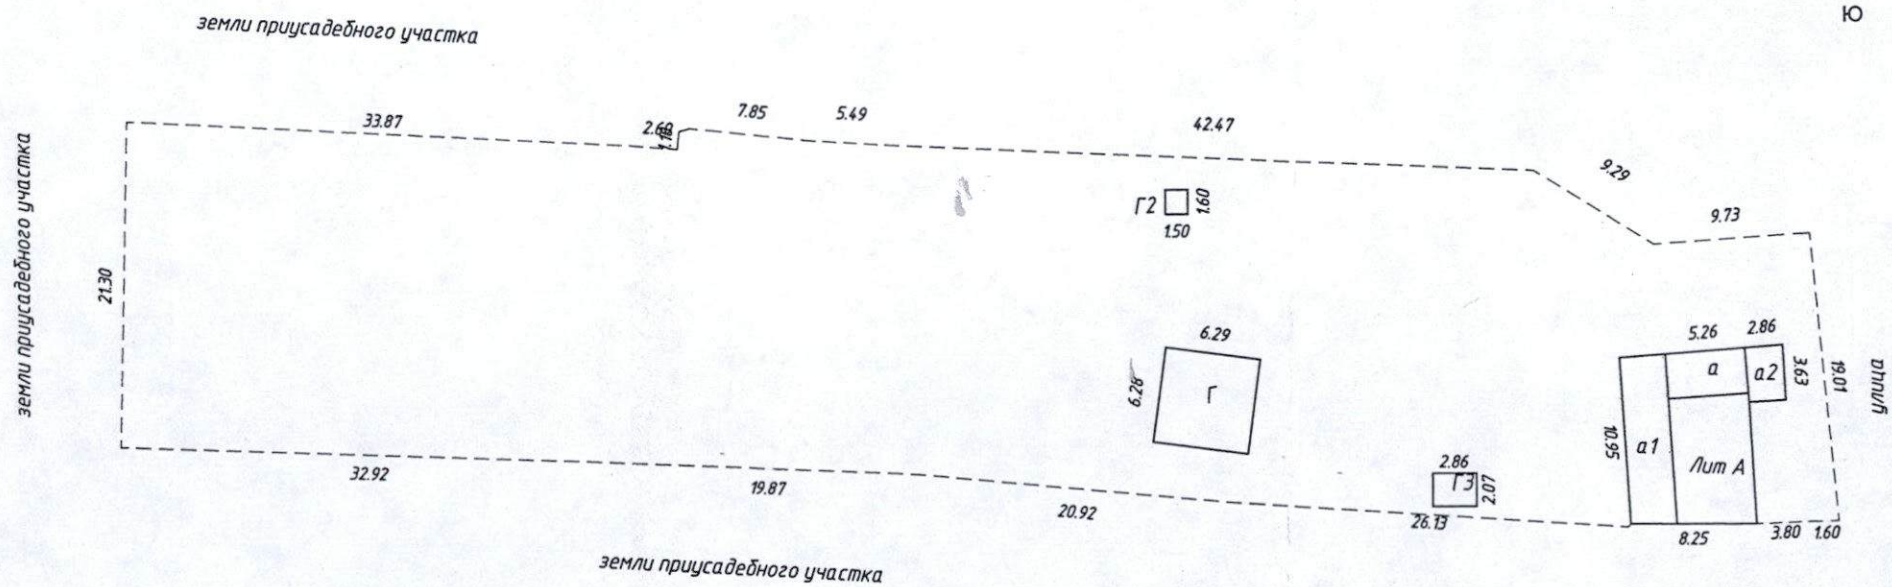 Ю
земли приусадебного участка
33.87
2.60
1.18
7.85
5.49
42.47
9.29
9.73
земли приусадебного участка
21.30
Г2
1.60
1.50
6.29
6.28
Г
5.26
2.86
а
а2
3.63
19.01
улица
10.95
а1
Лит А
2.86
Г3
2.07
32.92
19.87
20.92
26.13
8.25
3.80
1.60
земли приусадебного участка